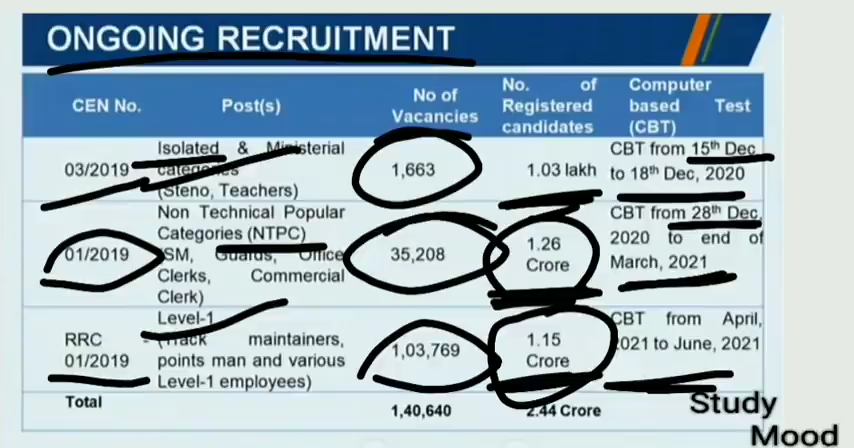 ONGOING RECRUITMENT
CEN No.
Post(s)
No of
Vacancies
No. of
Registered
candidates
Computer
based Test
(CBT)
03/2019
Isolated & Ministerial
categories
(Steno, Teachers)
1,663
1.03 lakh
CBT from 15th Dec
to 18th Dec, 2020
01/2019
Non Technical Popular
Categories (NTPC)
(SM, Guards, Office
Clerks, Commercial
Clerk)
35,208
1.26
Crore
CBT from 28th Dec,
2020 to end of
March, 2021
RRC -
01/2019
Level-1
(Track maintainers,
points man and various
Level-1 employees)
1,03,769
1.15
Crore
CBT from April,
2021 to June, 2021
Total
1,40,640
2.44 Crore
Study
Mood